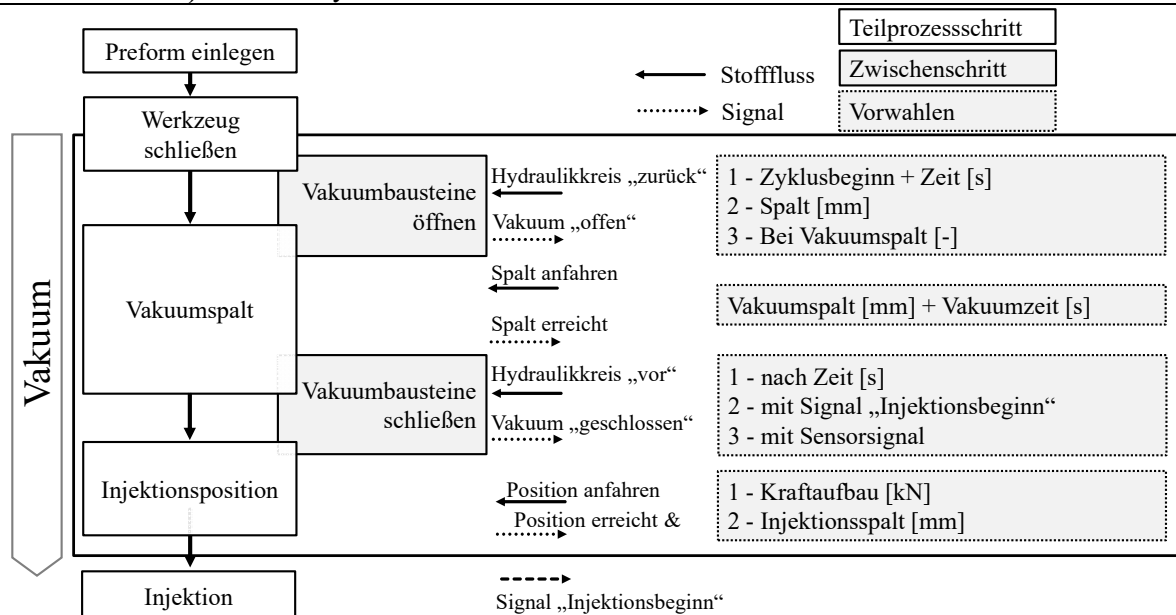 Preform einlegen
Stofffluss
Signal
Teilprozessschritt
Zwischenschritt
Vorwahlen
Vakuum
Werkzeug
schließen
Vakuumbausteine
öffnen
Hydraulikkreis „zurück“
Vakuum „offen“
1 - Zyklusbeginn + Zeit [s]
2 - Spalt [mm]
3 - Bei Vakuumspalt [-]
Vakuumspalt
Spalt anfahren
Spalt erreicht
Vakuumspalt [mm] + Vakuumzeit [s]
Vakuumbausteine
schließen
Hydraulikkreis „vor“
Vakuum „geschlossen“
1 - nach Zeit [s]
2 - mit Signal „Injektionsbeginn“
3 - mit Sensorsignal
Injektionsposition
Position anfahren
Position erreicht &
1 - Kraftaufbau [kN]
2 - Injektionsspalt [mm]
Injektion
Signal „Injektionsbeginn“